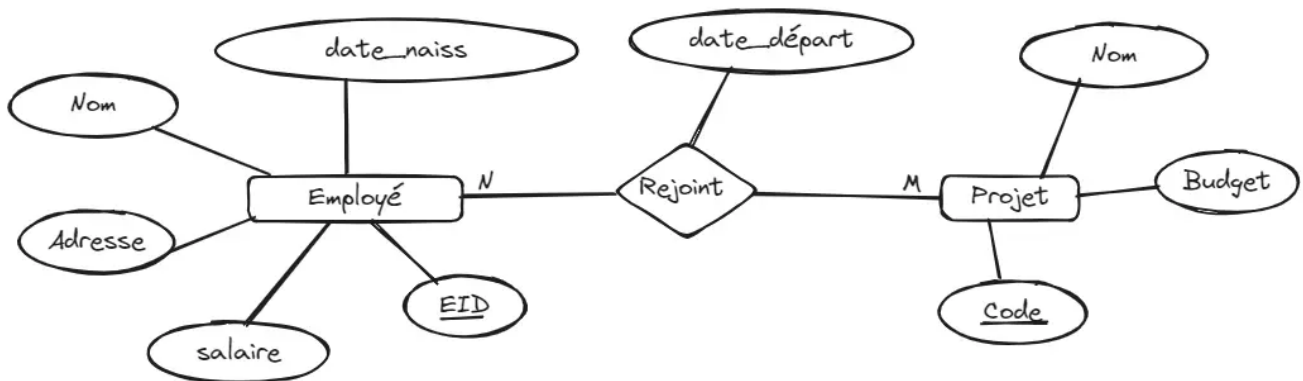 date_naiss
date_départ
Nom
Nom
Employé
N
Rejoint
M
Projet
Budget
Adresse
EID
Code
salaire